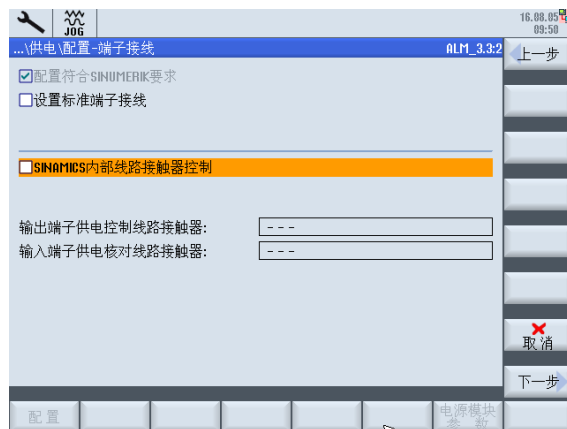 JOG
16.08.05
09:50
...\供电\配置-端子接线 ALM_3.3:2
上一步
配置符合SINUMERIK要求
设置标准端子接线
SINAMICS内部线路接触器控制
输出端子供电控制线路接触器: ---
输入端子供电核对线路接触器: ---
取消
下一步
配置
电源模块
参数